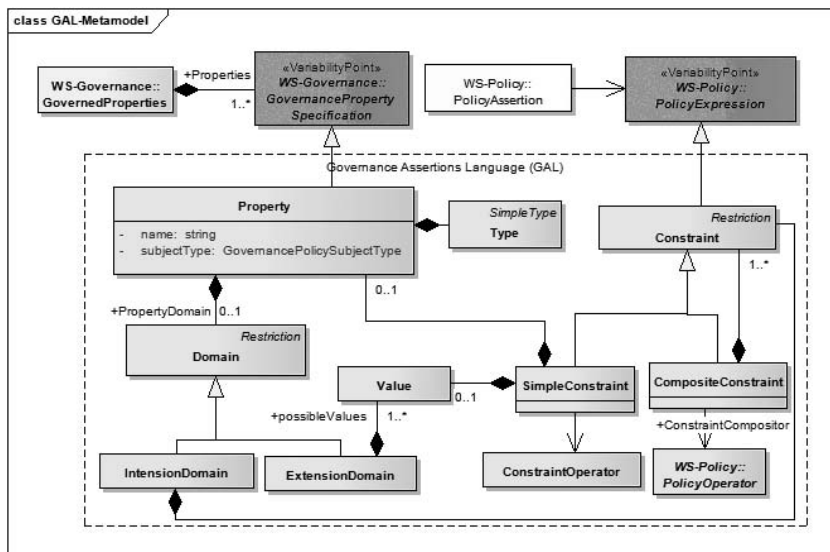 class GAL-Metamodel
WS-Governance::
GovernedProperties
+Properties
1..*
«VariabilityPoint»
WS-Governance::
GovernanceProperty
Specification
WS-Policy::
PolicyAssertion
«VariabilityPoint»
WS-Policy::
PolicyExpression
Governance Assertions Language (GAL)
Property
- name: string
- subjectType: GovernancePolicySubjectType
SimpleType
Type
Restriction
Constraint
0..1
1..*
+PropertyDomain
0..1
Restriction
Domain
Value
0..1
SimpleConstraint
CompositeConstraint
+possibleValues
1..*
+ConstraintCompositor
IntensionDomain
ExtensionDomain
ConstraintOperator
WS-Policy::
PolicyOperator